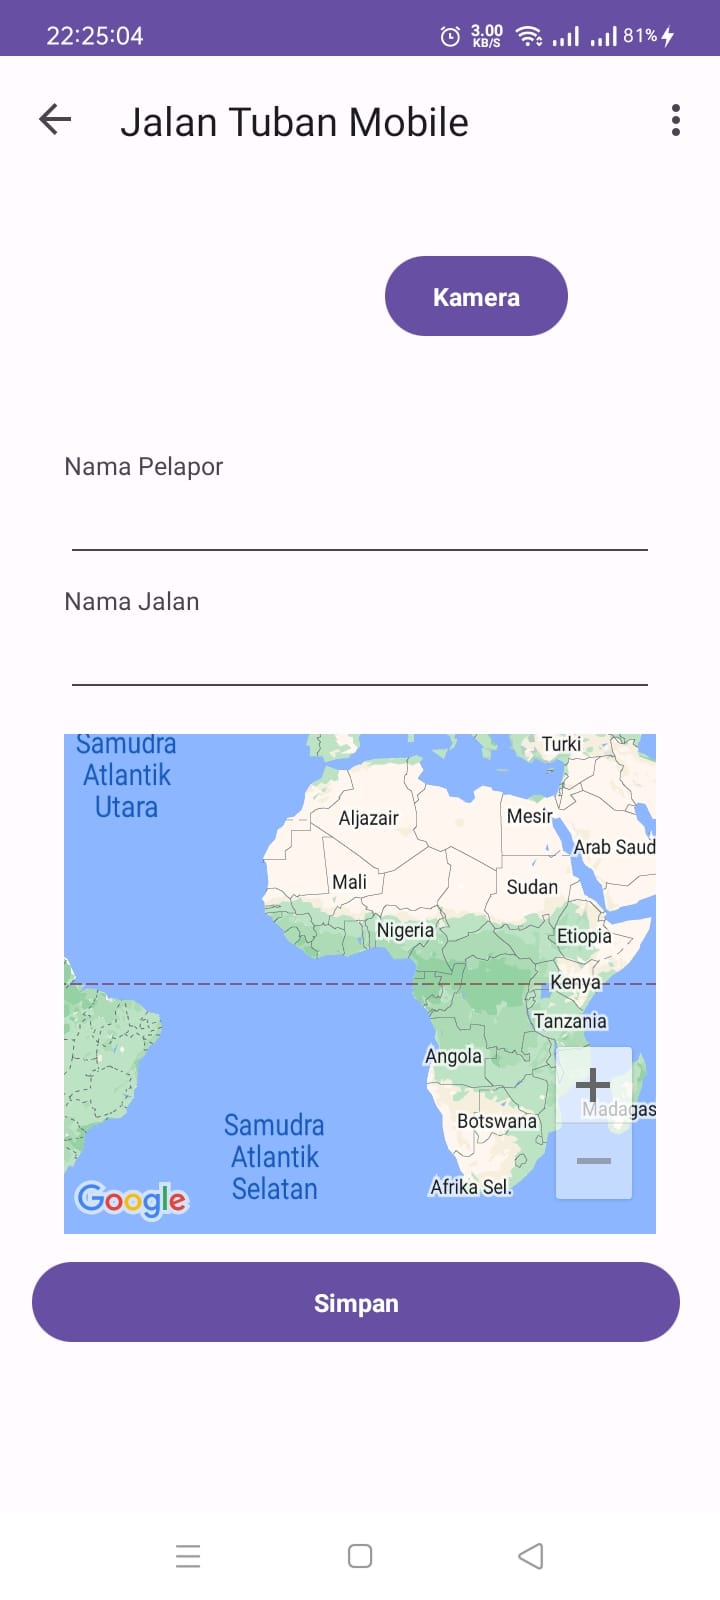 22:25:04 3.00 KB/S 81%
Jalan Tuban Mobile
Kamera
Nama Pelapor
Nama Jalan
Samudra
Atlantik
Utara
Turki
Aljazair
Mesir
Arab Saud
Mali
Sudan
Nigeria
Etiopia
Kenya
Tanzania
Angola
+
Madagas
Botswana
Samudra
Atlantik
Selatan
−
Afrika Sel.
Google
Simpan